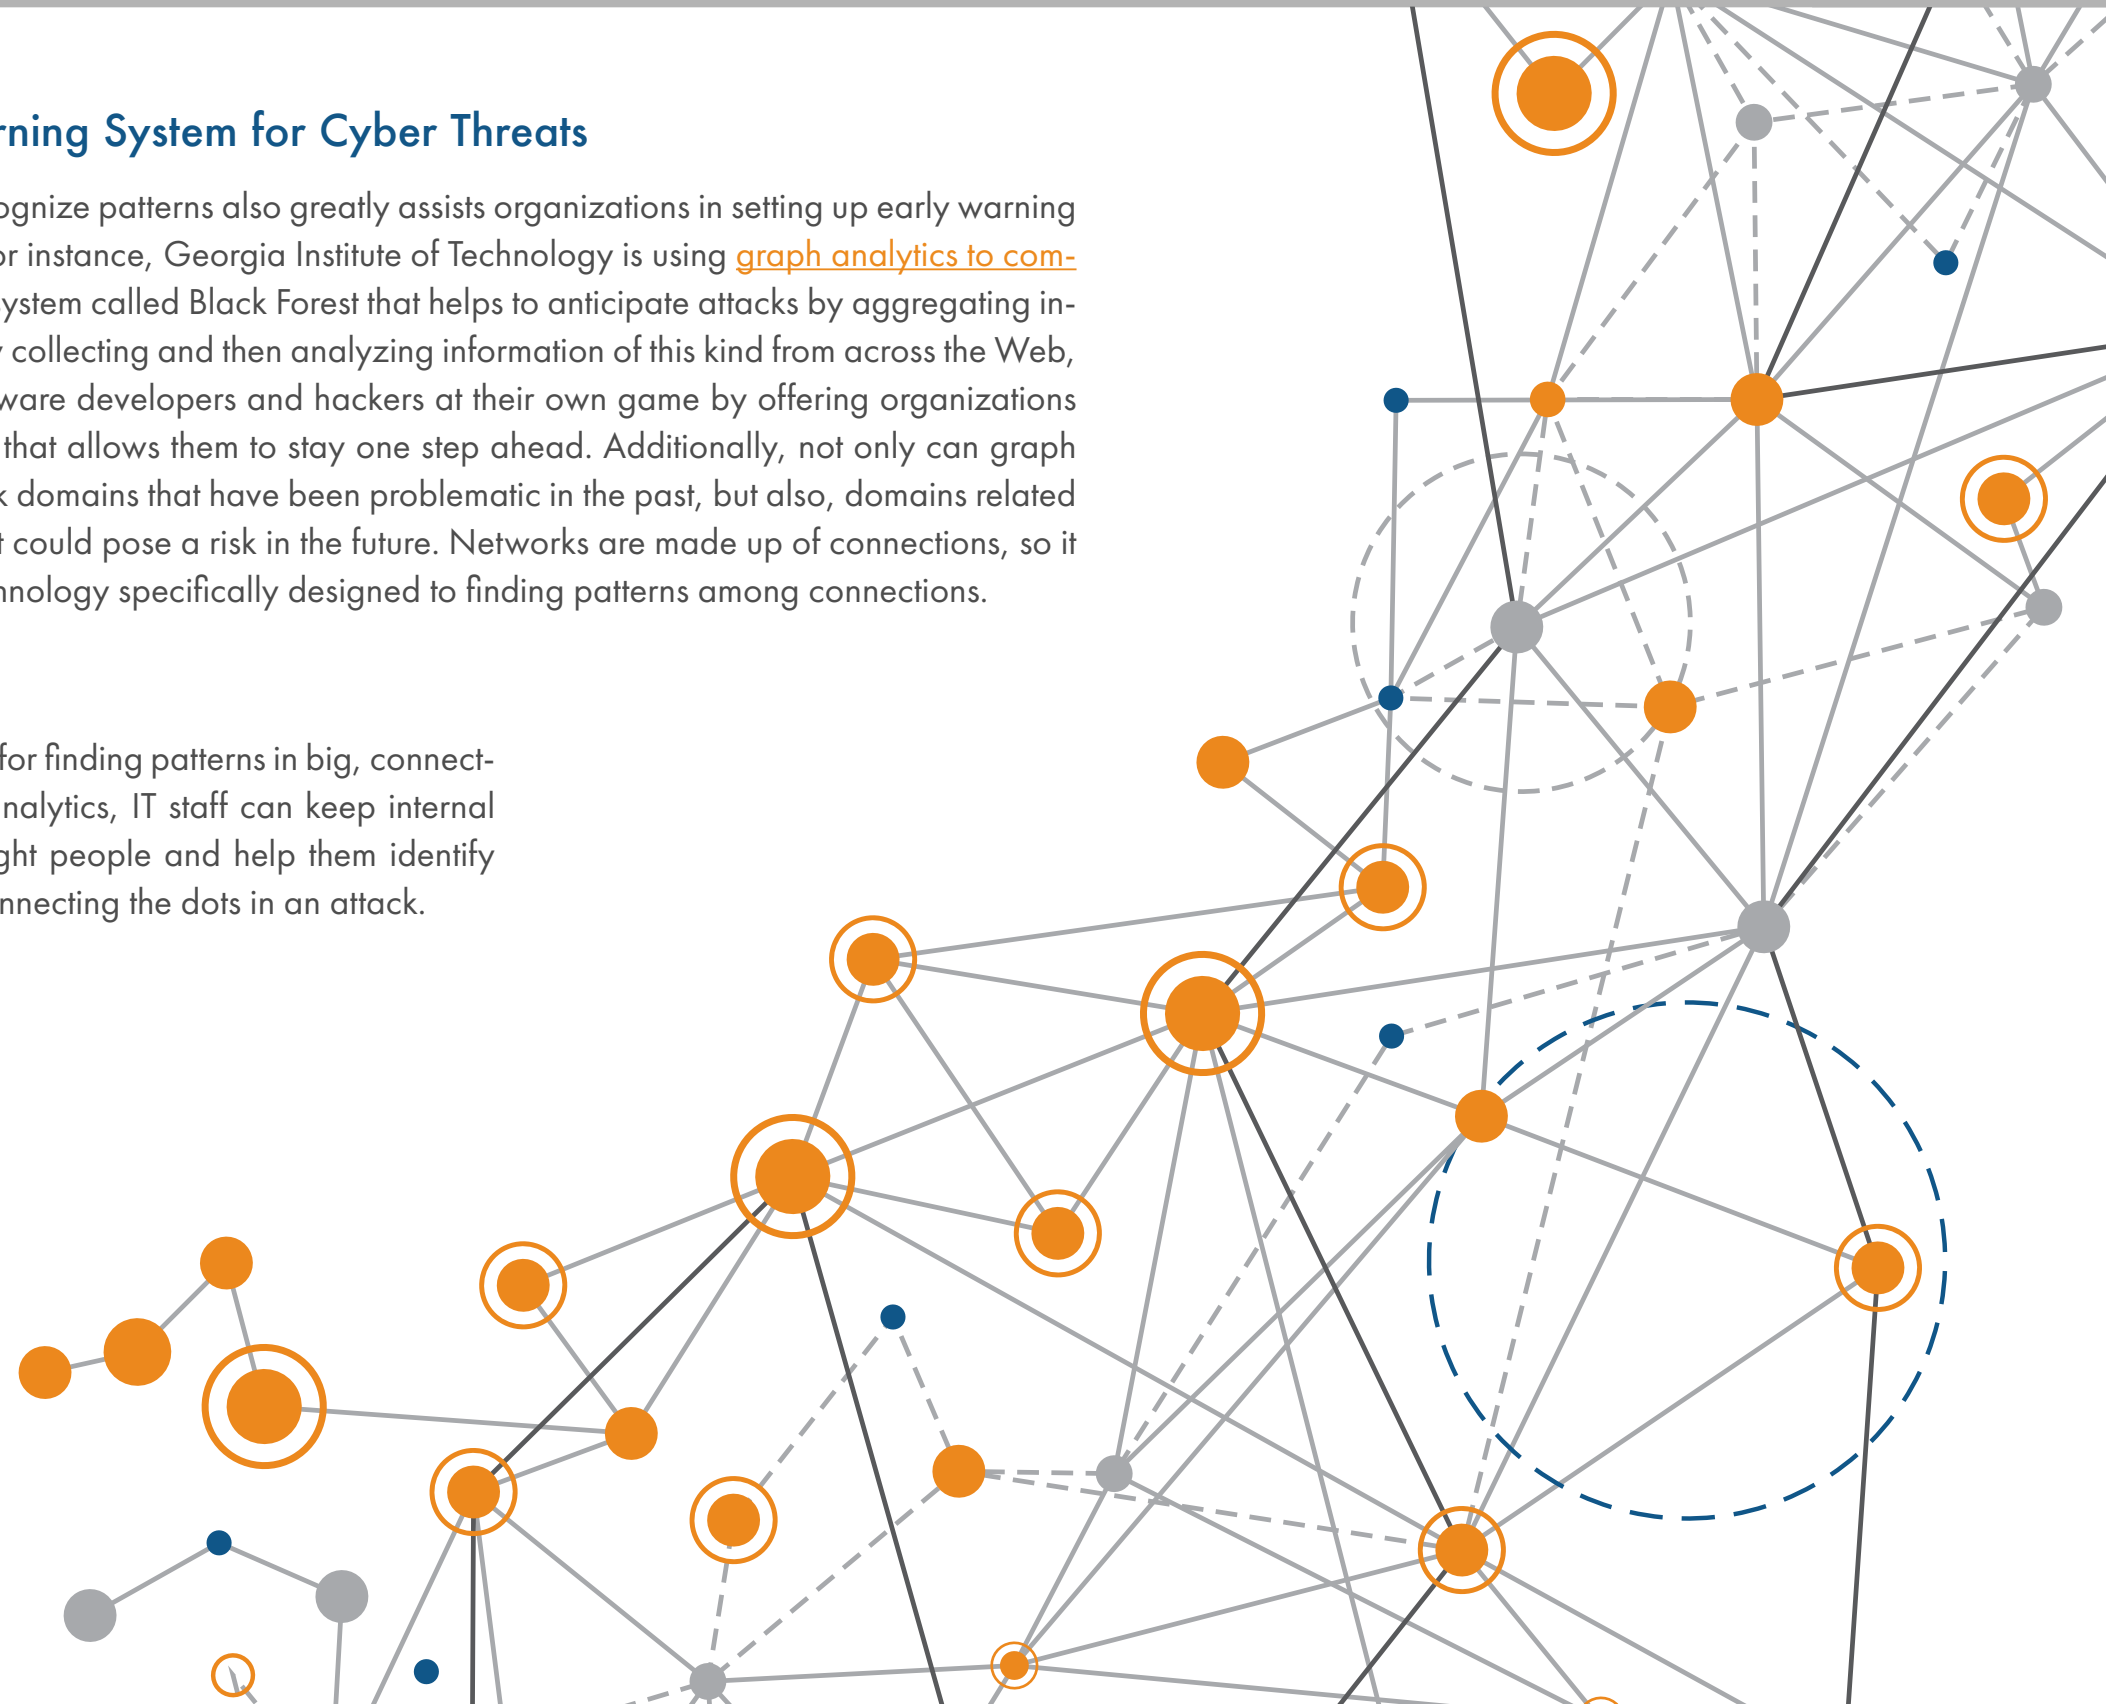 rning System for Cyber Threats
ognize patterns also greatly assists organizations in setting up early warning
or instance, Georgia Institute of Technology is using graph analytics to com-
system called Black Forest that helps to anticipate attacks by aggregating in-
y collecting and then analyzing information of this kind from across the Web,
ware developers and hackers at their own game by offering organizations
that allows them to stay one step ahead. Additionally, not only can graph
k domains that have been problematic in the past, but also, domains related
t could pose a risk in the future. Networks are made up of connections, so it
hnology specifically designed to finding patterns among connections.
for finding patterns in big, connect-
nalytics, IT staff can keep internal
ght people and help them identify
nnecting the dots in an attack.